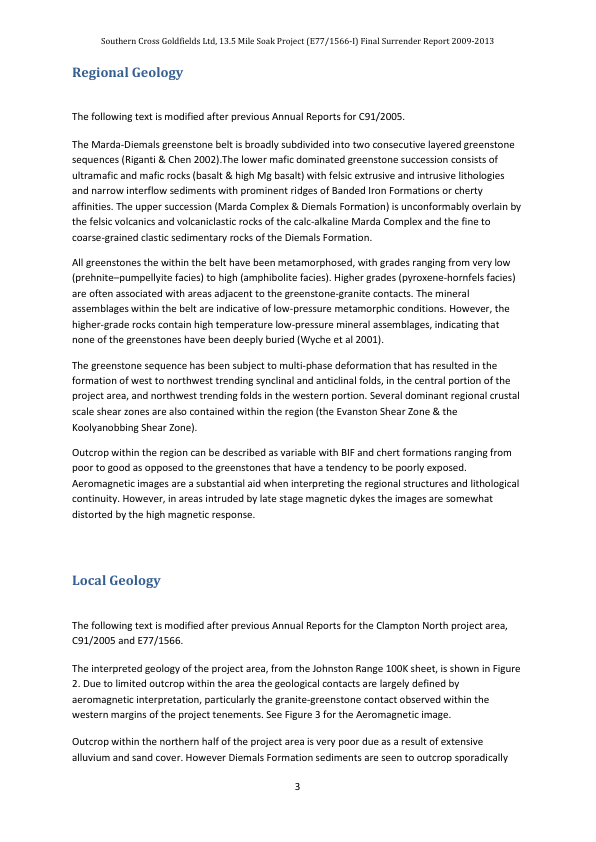 Southern Cross Goldfields Ltd, 13.5 Mile Soak Project (E77/1566-I) Final Surrender Report 2009-2013
Regional Geology
The following text is modified after previous Annual Reports for C91/2005.
The Marda-Diemals greenstone belt is broadly subdivided into two consecutive layered greenstone
sequences (Riganti & Chen 2002).The lower mafic dominated greenstone succession consists of
ultramafic and mafic rocks (basalt & high Mg basalt) with felsic extrusive and intrusive lithologies
and narrow interflow sediments with prominent ridges of Banded Iron Formations or cherty
affinities. The upper succession (Marda Complex & Diemals Formation) is unconformably overlain by
the felsic volcanics and volcaniclastic rocks of the calc-alkaline Marda Complex and the fine to
coarse-grained clastic sedimentary rocks of the Diemals Formation.
All greenstones the within the belt have been metamorphosed, with grades ranging from very low
(prehnite–pumpellyite facies) to high (amphibolite facies). Higher grades (pyroxene-hornfels facies)
are often associated with areas adjacent to the greenstone-granite contacts. The mineral
assemblages within the belt are indicative of low-pressure metamorphic conditions. However, the
higher-grade rocks contain high temperature low-pressure mineral assemblages, indicating that
none of the greenstones have been deeply buried (Wyche et al 2001).
The greenstone sequence has been subject to multi-phase deformation that has resulted in the
formation of west to northwest trending synclinal and anticlinal folds, in the central portion of the
project area, and northwest trending folds in the western portion. Several dominant regional crustal
scale shear zones are also contained within the region (the Evanston Shear Zone & the
Koolyanobbing Shear Zone).
Outcrop within the region can be described as variable with BIF and chert formations ranging from
poor to good as opposed to the greenstones that have a tendency to be poorly exposed.
Aeromagnetic images are a substantial aid when interpreting the regional structures and lithological
continuity. However, in areas intruded by late stage magnetic dykes the images are somewhat
distorted by the high magnetic response.
Local Geology
The following text is modified after previous Annual Reports for the Clampton North project area,
C91/2005 and E77/1566.
The interpreted geology of the project area, from the Johnston Range 100K sheet, is shown in Figure
2. Due to limited outcrop within the area the geological contacts are largely defined by
aeromagnetic interpretation, particularly the granite-greenstone contact observed within the
western margins of the project tenements. See Figure 3 for the Aeromagnetic image.
Outcrop within the northern half of the project area is very poor due as a result of extensive
alluvium and sand cover. However Diemals Formation sediments are seen to outcrop sporadically
3